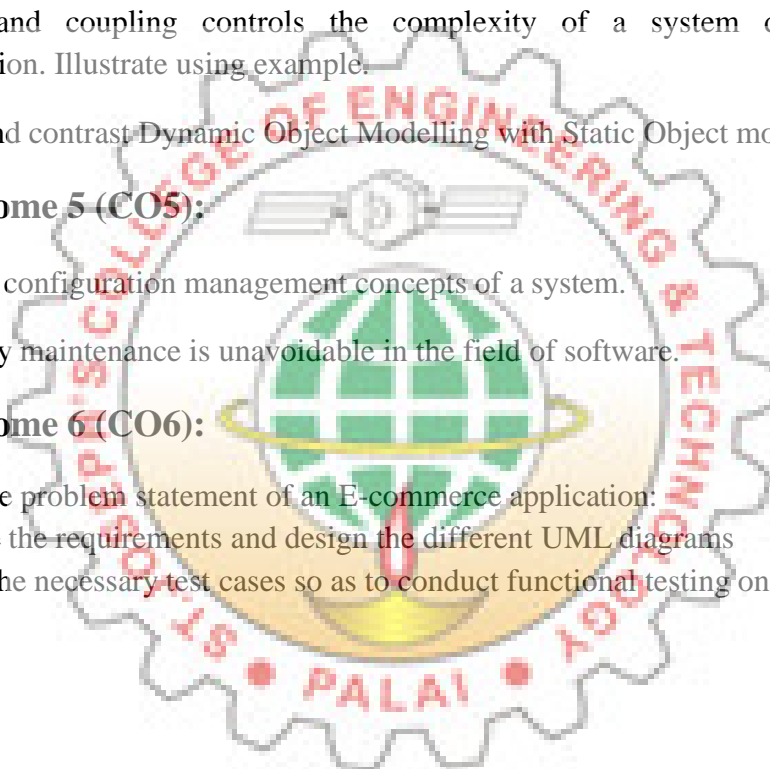 and coupling controls the complexity of a system
ion. Illustrate using example.
nd contrast Dynamic Object Modelling with Static Object mo
ome 5 (CO5):
configuration management concepts of a system.
y maintenance is unavoidable in the field of software.
ome 6 (CO6):
e problem statement of an E-commerce application:
the requirements and design the different UML diagrams
he necessary test cases so as to conduct functional testing on
ST.JOSEPH'S COLLEGE OF ENGINEERING & TECHNOLOGY
• PALAI •